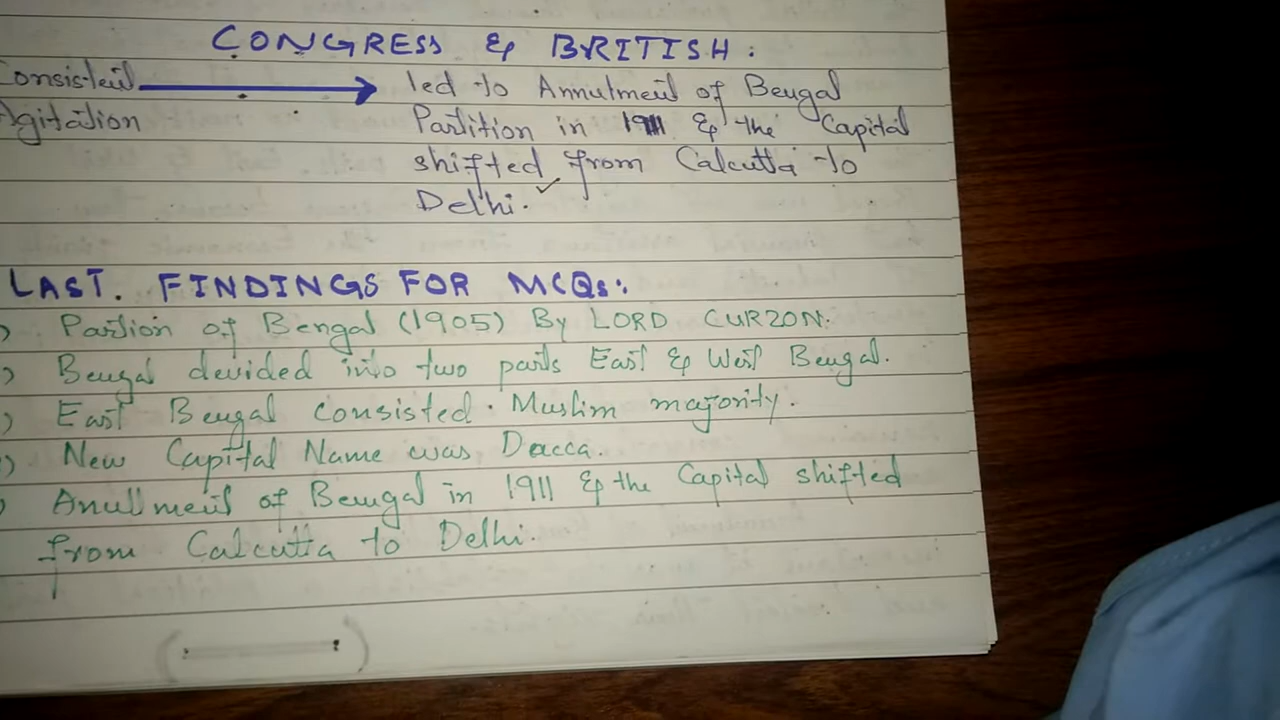 CONGRESS & BRITISH:
Consistent → led to Annulment of Bengal
Agitation Partition in 1911 & the Capital
shifted from Calcutta to
Delhi.
LAST. FINDINGS FOR MCQs:
Partion of Bengal (1905) By LORD CURZON.
Bengal devided into two parts East & West Bengal.
East Bengal consisted. Muslim majority.
New Capital Name was Dacca.
Anullment of Bengal in 1911 & the Capital shifted
from Calcutta to Delhi.